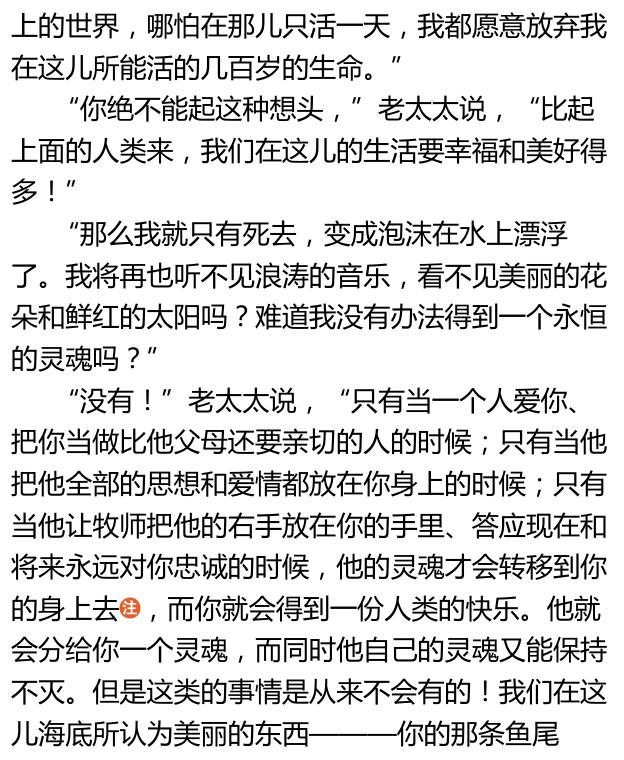 上的世界，哪怕在那儿只活一天，我都愿意放弃我
在这儿所能活的几百岁的生命。”
“你绝不能起这种想头，”老太太说，“比起
上面的人类来，我们在这儿的生活要幸福和美好得
多！”
“那么我就只有死去，变成泡沫在水上漂浮
了。我将再也听不见浪涛的音乐，看不见美丽的花
朵和鲜红的太阳吗？难道我没有办法得到一个永恒
的灵魂吗？”
“没有！”老太太说，“只有当一个人爱你、
把你当做比他父母还要亲切的人的时候；只有当他
把他全部的思想和爱情都放在你身上的时候；只有
当他让牧师把他的右手放在你的手里、答应现在和
将来永远对你忠诚的时候，他的灵魂才会转移到你
的身上去注，而你就会得到一份人类的快乐。他就
会分给你一个灵魂，而同时他自己的灵魂又能保持
不灭。但是这类的事情是从来不会有的！我们在这
儿海底所认为美丽的东西———你的那条鱼尾